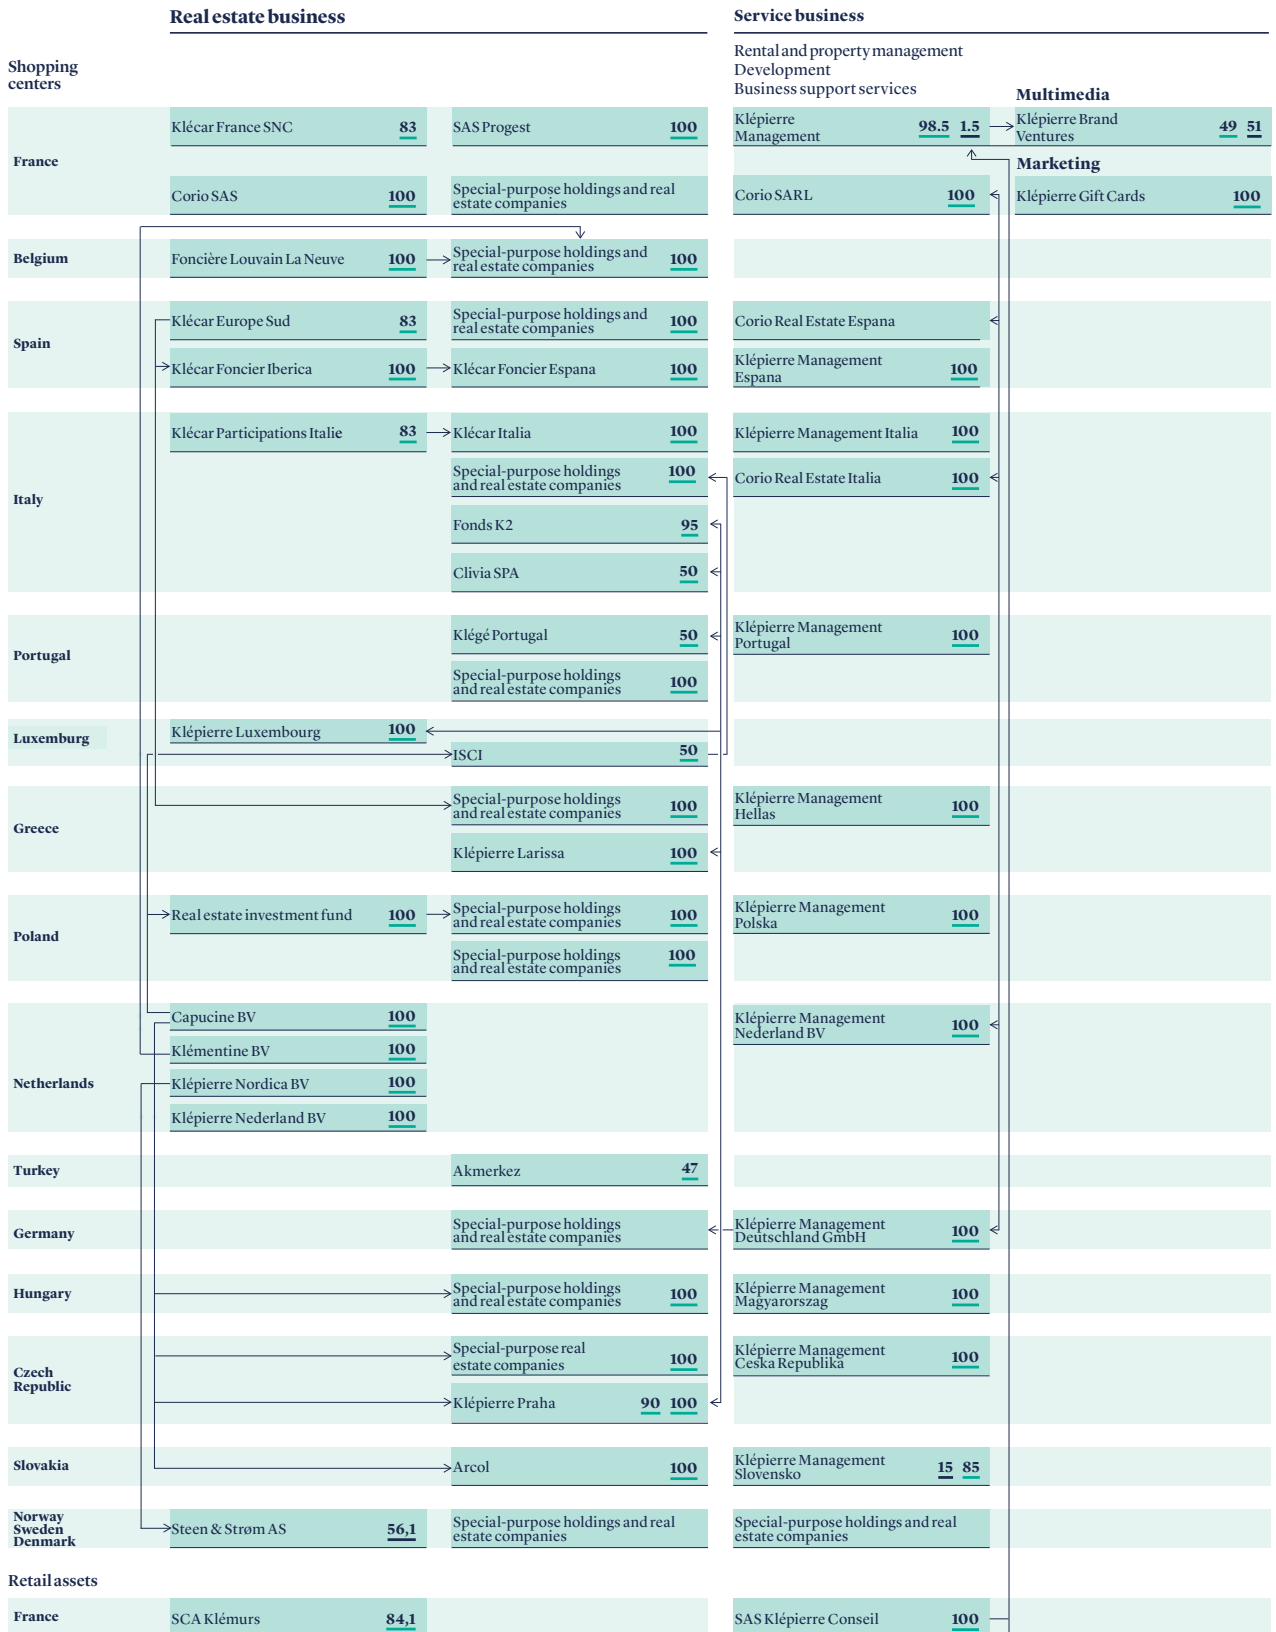 Real estate business
Service business
Shopping
centers
Rental and property management
Development
Business support services
Multimedia
France
Klécar France SNC 83
SAS Progest 100
Klépierre
Management 98.5 1.5
Klépierre Brand
Ventures 49 51
Marketing
Corio SAS 100
Special-purpose holdings and real
estate companies
Corio SARL 100
Klépierre Gift Cards 100
Belgium
Foncière Louvain La Neuve 100
Special-purpose holdings and
real estate companies 100
Spain
Klécar Europe Sud 83
Special-purpose holdings and
real estate companies 100
Corio Real Estate Espana
Klécar Foncier Iberica 100
Klécar Foncier Espana 100
Klépierre Management
Espana 100
Italy
Klécar Participations Italie 83
Klécar Italia 100
Klépierre Management Italia 100
Special-purpose holdings
and real estate companies 100
Corio Real Estate Italia 100
Fonds K2 95
Clivia SPA 50
Portugal
Klégé Portugal 50
Klépierre Management
Portugal 100
Special-purpose holdings
and real estate companies 100
Luxemburg
Klépierre Luxembourg 100
ISCI 50
Greece
Special-purpose holdings
and real estate companies 100
Klépierre Management
Hellas 100
Klépierre Larissa 100
Poland
Real estate investment fund 100
Special-purpose holdings
and real estate companies 100
Klépierre Management
Polska 100
Special-purpose holdings
and real estate companies 100
Netherlands
Capucine BV 100
Klépierre Management
Nederland BV 100
Klémentine BV 100
Klépierre Nordica BV 100
Klépierre Nederland BV 100
Turkey
Akmerkez 47
Germany
Special-purpose holdings
and real estate companies
Klépierre Management
Deutschland GmbH 100
Hungary
Special-purpose holdings
and real estate companies 100
Klépierre Management
Magyarorszag 100
Czech
Republic
Special-purpose real
estate companies 100
Klépierre Management
Ceska Republika 100
Klépierre Praha 90 100
Slovakia
Arcol 100
Klépierre Management
Slovensko 15 85
Norway
Sweden
Denmark
Steen & Strøm AS 56,1
Special-purpose holdings and real
estate companies
Special-purpose holdings and real
estate companies
Retail assets
France
SCA Klémurs 84,1
SAS Klépierre Conseil 100